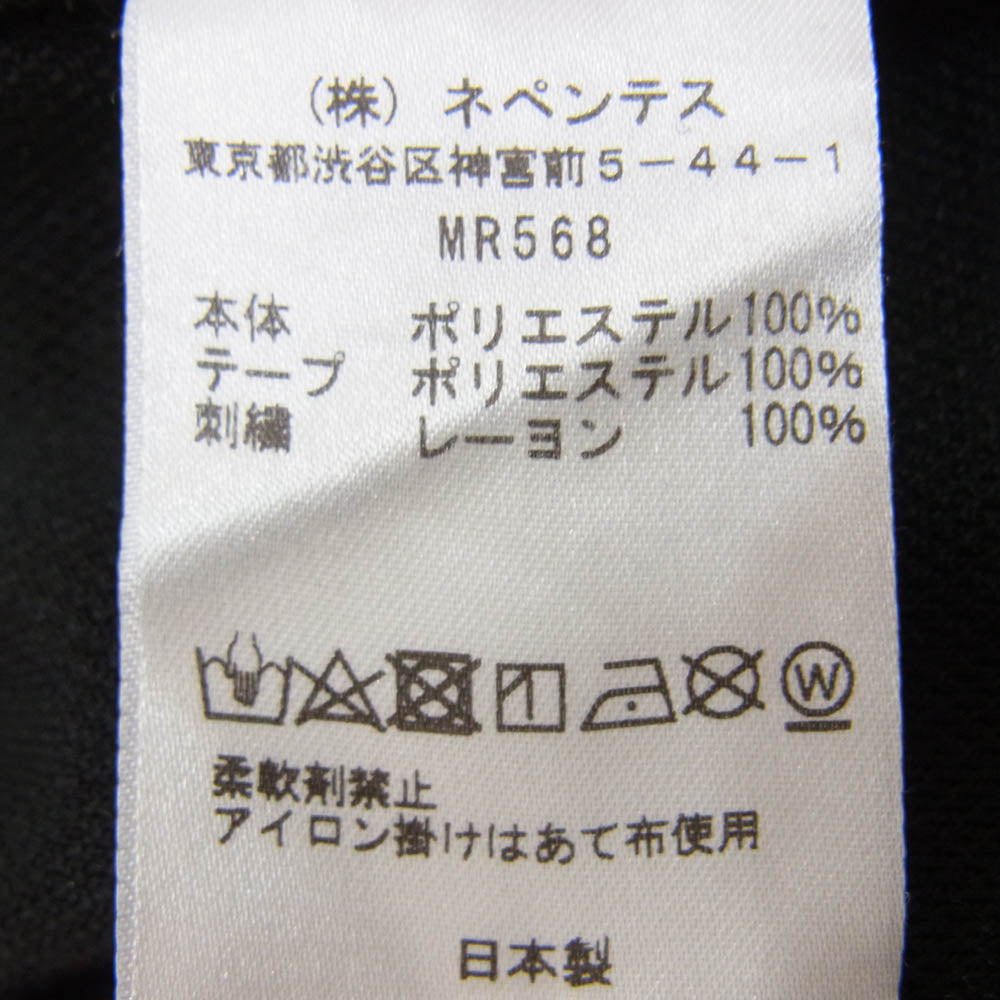 (株) ネペンテス
東京都渋谷区神宮前5-44-1
MR568
本体 ポリエステル100%
テープ ポリエステル100%
刺繍 レーヨン 100%
W
柔軟剤禁止
アイロン掛けはあて布使用
日本製